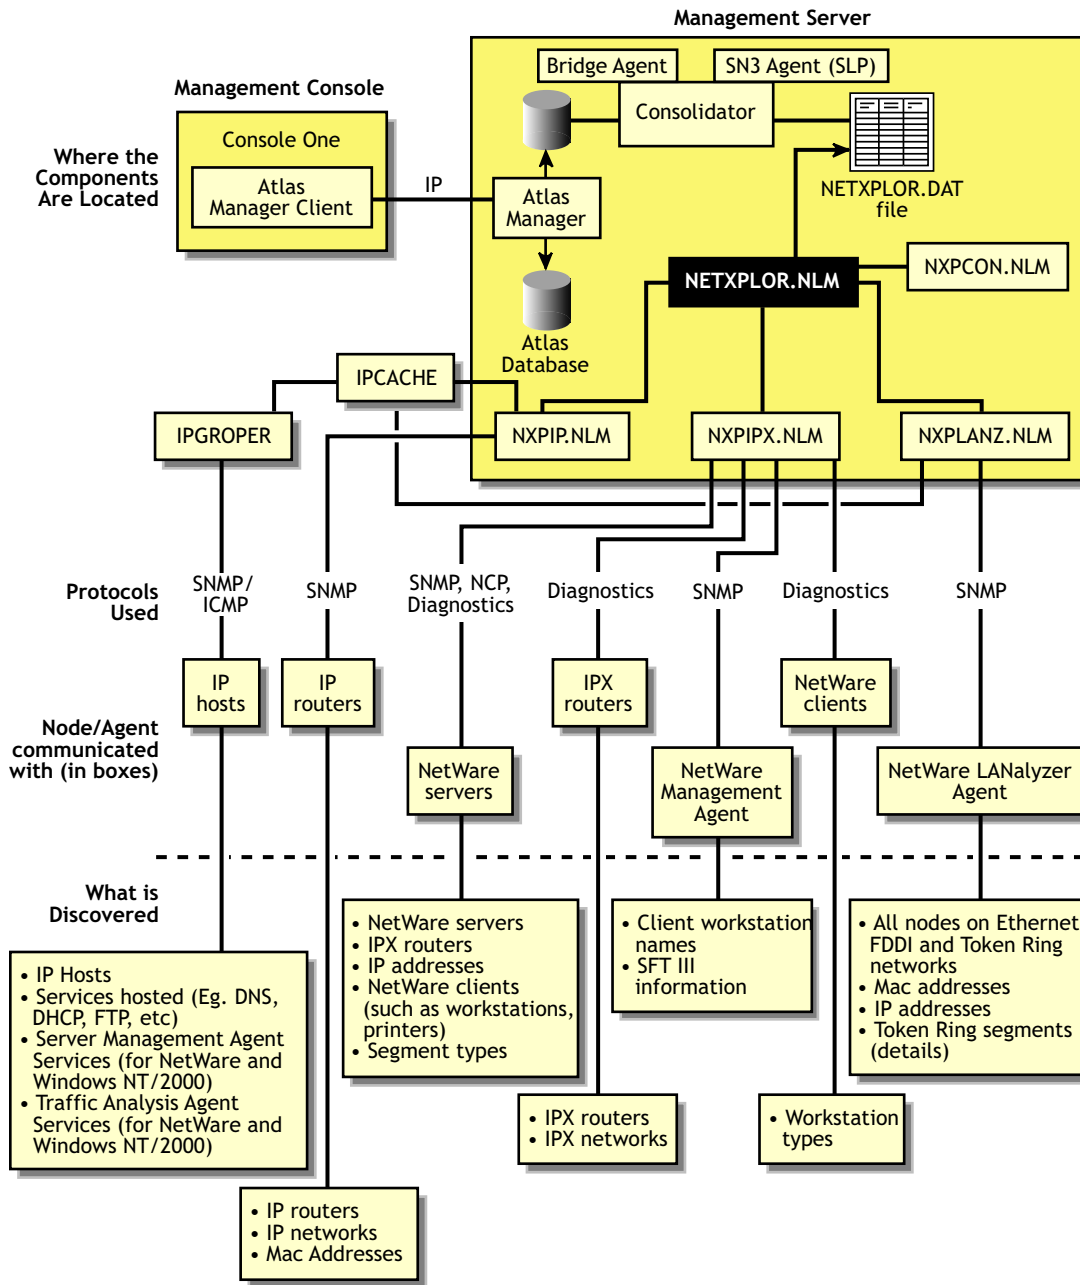 Management Server
Bridge Agent
SN3 Agent (SLP)
Management Console
Consolidator
Console One
Where the
Components
Are Located
Atlas
Manager Client
IP
Atlas
Manager
NETXPLOR.DAT
file
NETXPLOR.NLM
NXPCON.NLM
Atlas
Database
IPCACHE
IPGROPER
NXPIP.NLM
NXPIPX.NLM
NXPLANZ.NLM
Protocols
Used
SNMP/
ICMP
SNMP
SNMP, NCP,
Diagnostics
Diagnostics
SNMP
Diagnostics
SNMP
Node/Agent
communicated
with (in boxes)
IP
hosts
IP
routers
IPX
routers
NetWare
clients
NetWare
servers
NetWare
Management
Agent
NetWare LANalyzer
Agent
What is
Discovered
• NetWare servers
• IPX routers
• IP addresses
• NetWare clients
(such as workstations,
printers)
• Segment types
• Client workstation
names
• SFT III
information
• All nodes on Ethernet
FDDI and Token Ring
networks
• Mac addresses
• IP addresses
• Token Ring segments
(details)
• IP Hosts
• Services hosted (Eg. DNS,
DHCP, FTP, etc)
• Server Management Agent
Services (for NetWare and
Windows NT/2000)
• Traffic Analysis Agent
Services (for NetWare and
Windows NT/2000)
• IPX routers
• IPX networks
• Workstation
types
• IP routers
• IP networks
• Mac Addresses